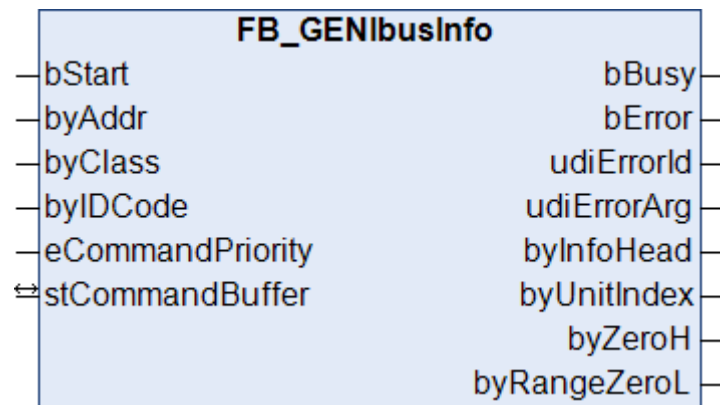 FB_GENIbusInfo
bStart bBusy
byAddr bError
byClass udiErrorId
byIDCode udiErrorArg
eCommandPriority byInfoHead
stCommandBuffer byUnitIndex
byZeroH
byRangeZeroL